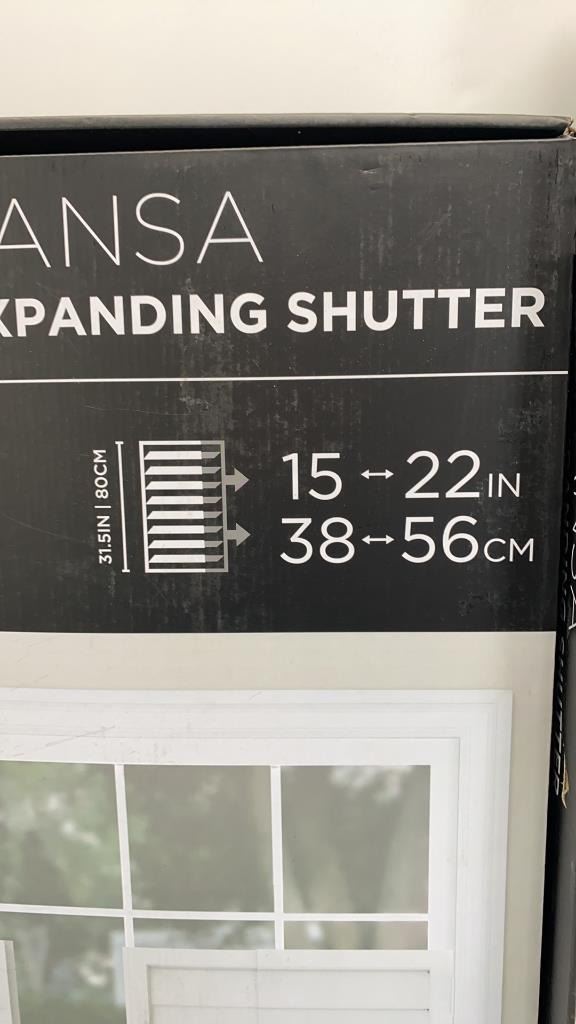 ANSA
XPANDING SHUTTER
31.5IN | 80CM
15 ↔ 22IN
38↔56CM